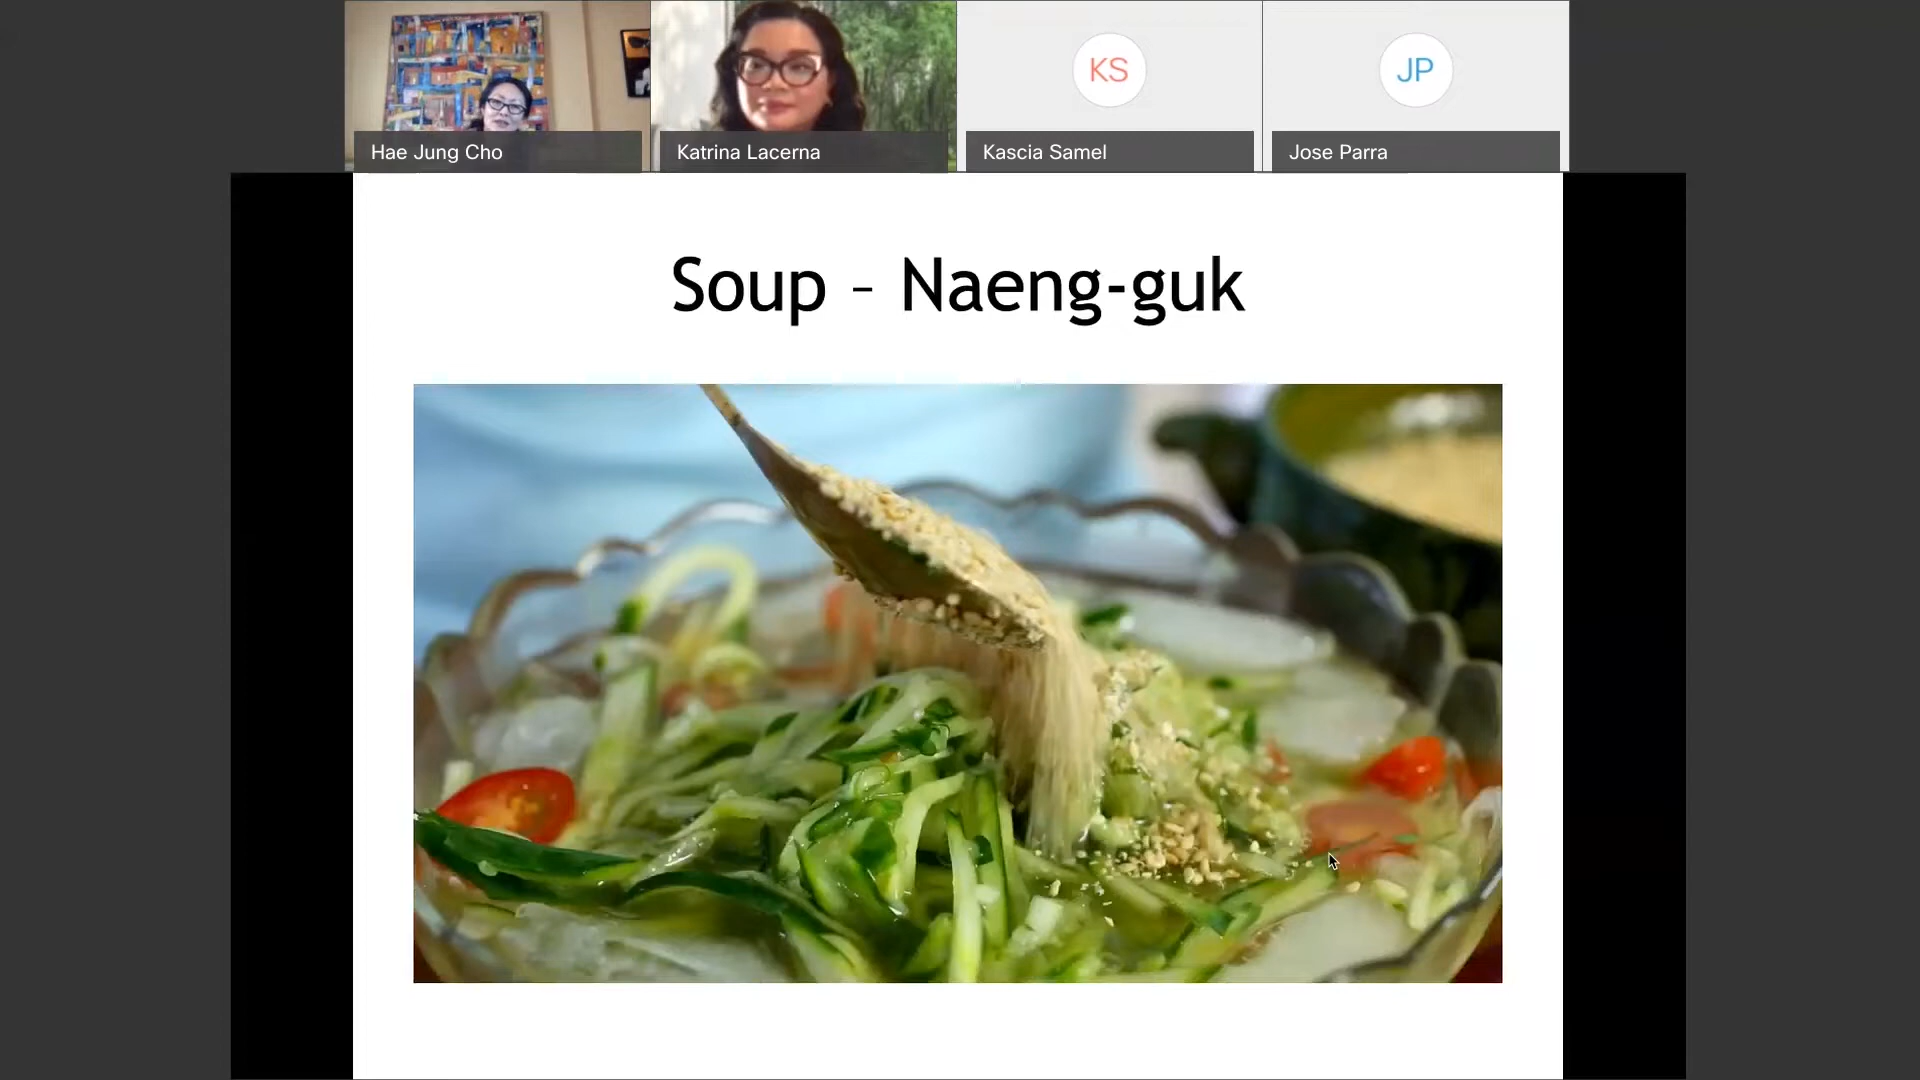 Hae Jung Cho
Katrina Lacerna
KS
Kascia Samel
JP
Jose Parra
Soup – Naeng-guk